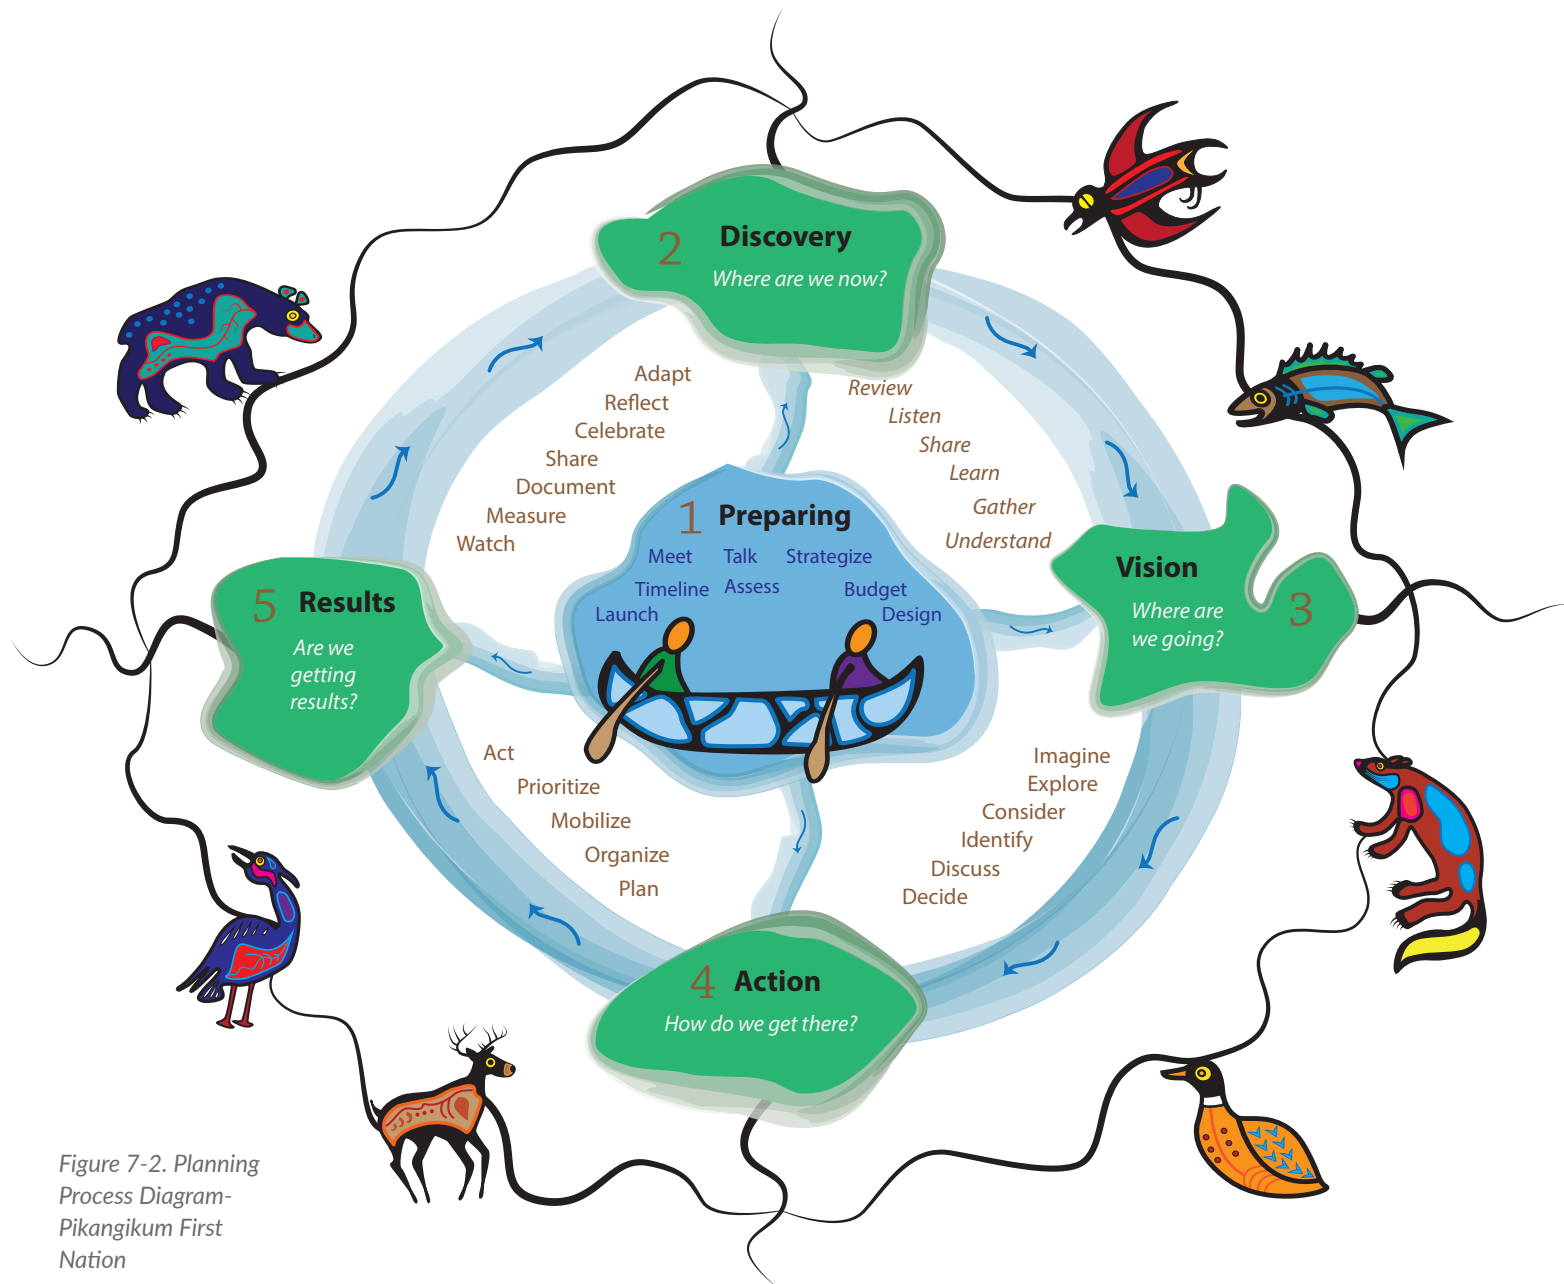 2 Discovery
Where are we now?
Adapt
Reflect
Celebrate
Share
Document
Measure
Watch
Review
Listen
Share
Learn
Gather
Understand
1 Preparing
Meet Talk Strategize
Timeline Assess Budget
Launch Design
Vision
Where are
we going?
3
5 Results
Are we
getting
results?
Act
Prioritize
Mobilize
Organize
Plan
Imagine
Explore
Consider
Identify
Discuss
Decide
4 Action
How do we get there?
Figure 7-2. Planning
Process Diagram-
Pikangikum First
Nation